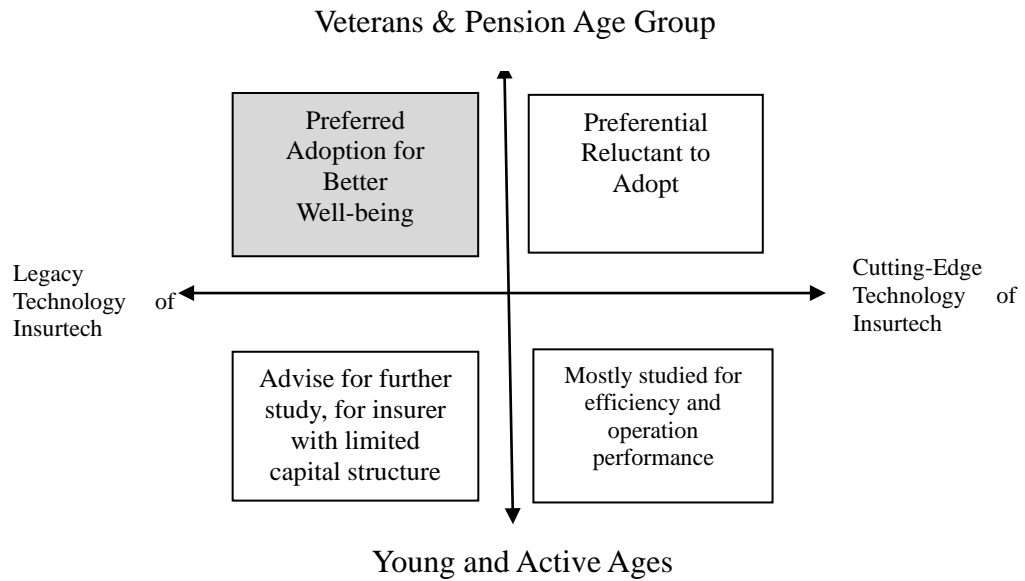 Veterans & Pension Age Group
Preferred
Adoption for
Better
Well-being
Preferential
Reluctant to
Adopt
Legacy
Technology of
Insurtech
Cutting-Edge
Technology of
Insurtech
Advise for further
study, for insurer
with limited
capital structure
Mostly studied for
efficiency and
operation
performance
Young and Active Ages